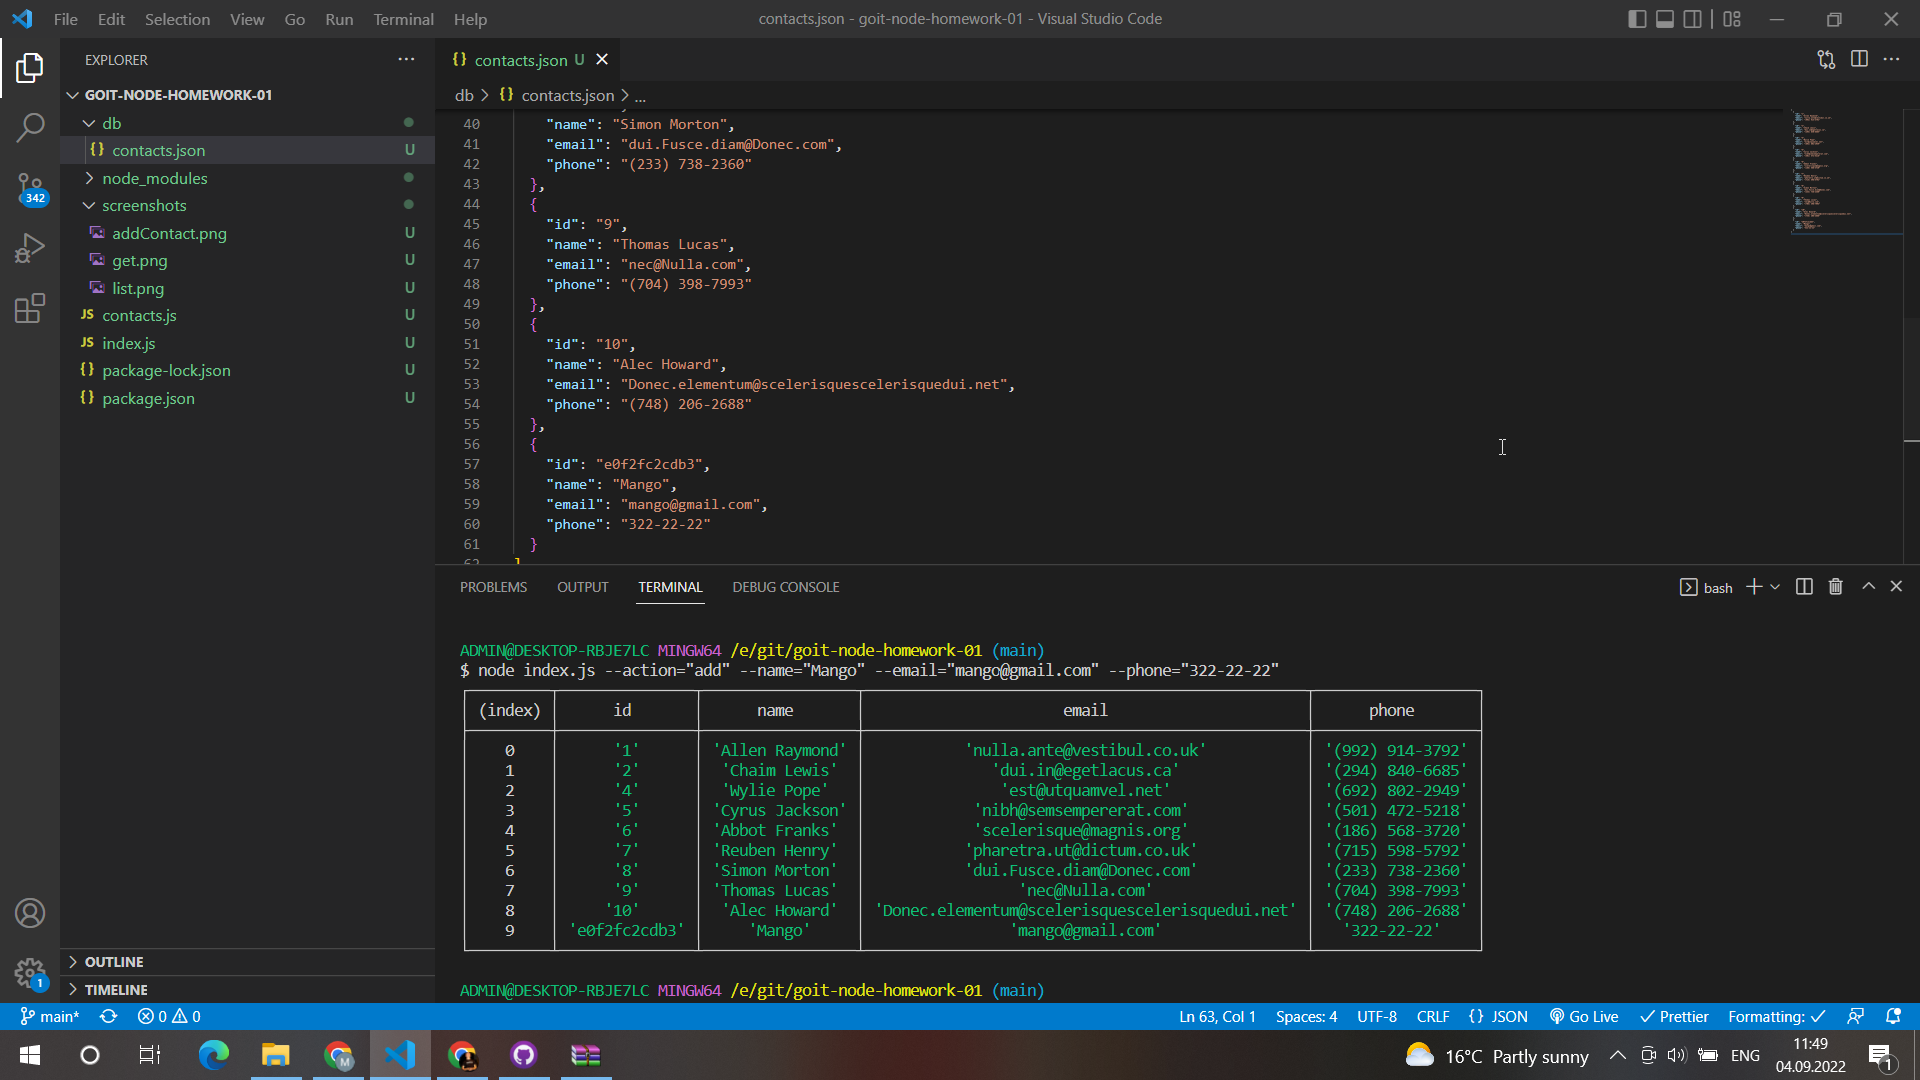 File Edit Selection View Go Run Terminal Help
contacts.json - goit-node-homework-01 - Visual Studio Code
EXPLORER
GOIT-NODE-HOMEWORK-01
db
contacts.json U
node_modules
screenshots
addContact.png U
get.png U
list.png U
JS contacts.js U
JS index.js U
{} package-lock.json U
{} package.json U
342
OUTLINE
TIMELINE
1
{} contacts.json U
db > {} contacts.json > ...
40 "name": "Simon Morton",
41 "email": "dui.Fusce.diam@Donec.com",
42 "phone": "(233) 738-2360"
43 },
44 {
45 "id": "9",
46 "name": "Thomas Lucas",
47 "email": "nec@Nulla.com",
48 "phone": "(704) 398-7993"
49 },
50 {
51 "id": "10",
52 "name": "Alec Howard",
53 "email": "Donec.elementum@scelerisquescelerisquedui.net",
54 "phone": "(748) 206-2688"
55 },
56 {
57 "id": "e0f2fc2cdb3",
58 "name": "Mango",
59 "email": "mango@gmail.com",
60 "phone": "322-22-22"
61 }
62 ]
PROBLEMS OUTPUT TERMINAL DEBUG CONSOLE
bash
ADMIN@DESKTOP-RBJE7LC MINGW64 /e/git/goit-node-homework-01 (main)
$ node index.js --action="add" --name="Mango" --email="mango@gmail.com" --phone="322-22-22"
(index) id name email phone
0 '1' 'Allen Raymond' 'nulla.ante@vestibul.co.uk' '(992) 914-3792'
1 '2' 'Chaim Lewis' 'dui.in@egetlacus.ca' '(294) 840-6685'
2 '4' 'Wylie Pope' 'est@utquamvel.net' '(692) 802-2949'
3 '5' 'Cyrus Jackson' 'nibh@semsempererat.com' '(501) 472-5218'
4 '6' 'Abbot Franks' 'scelerisque@magnis.org' '(186) 568-3720'
5 '7' 'Reuben Henry' 'pharetra.ut@dictum.co.uk' '(715) 598-5792'
6 '8' 'Simon Morton' 'dui.Fusce.diam@Donec.com' '(233) 738-2360'
7 '9' 'Thomas Lucas' 'nec@Nulla.com' '(704) 398-7993'
8 '10' 'Alec Howard' 'Donec.elementum@scelerisquescelerisquedui.net' '(748) 206-2688'
9 'e0f2fc2cdb3' 'Mango' 'mango@gmail.com' '322-22-22'
ADMIN@DESKTOP-RBJE7LC MINGW64 /e/git/goit-node-homework-01 (main)
main* 0 0 Ln 63, Col 1 Spaces: 4 UTF-8 CRLF {} JSON Go Live Prettier Formatting:
M
16°C Partly sunny ENG
11:49
04.09.2022
1